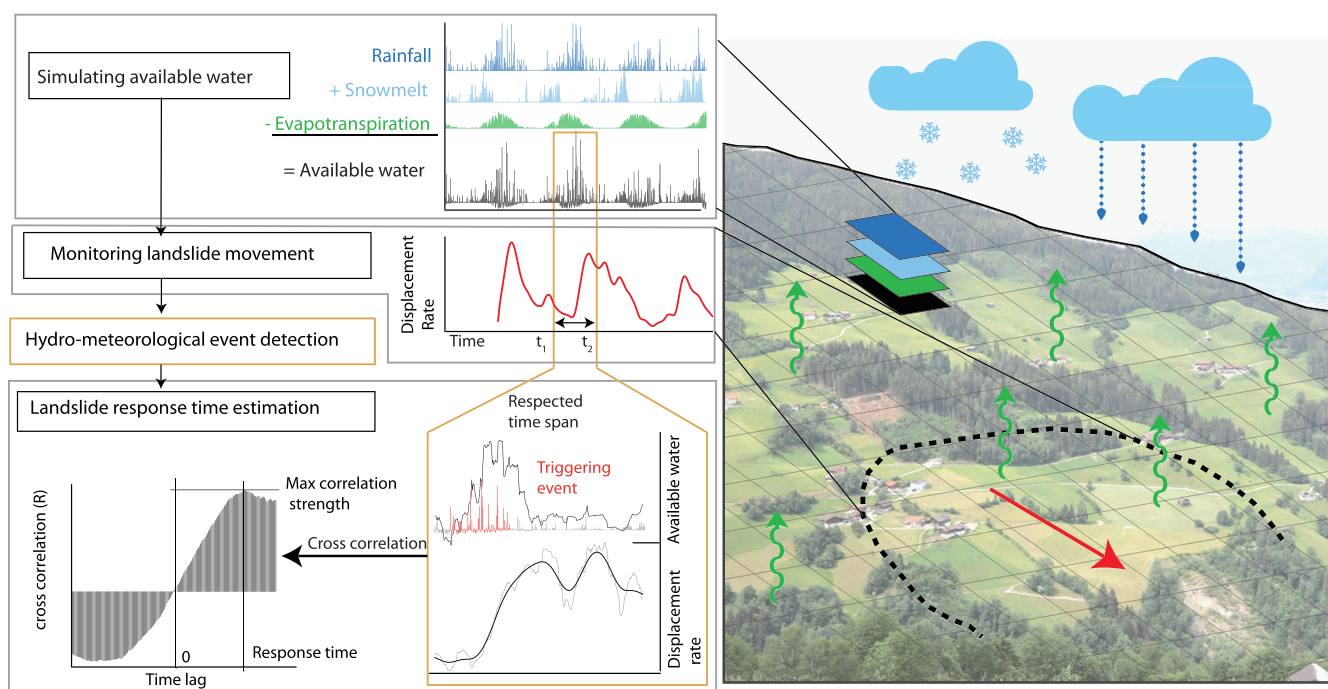 Simulating available water
Rainfall
+ Snowmelt
- Evapotranspiration
= Available water
Monitoring landslide movement
Displacement
Rate
Time
t1
t2
Hydro-meteorological event detection
Landslide response time estimation
Respected
time span
Triggering
event
Available water
Displacement
rate
Cross correlation
Max correlation
strength
cross correlation (R)
0
Response time
Time lag